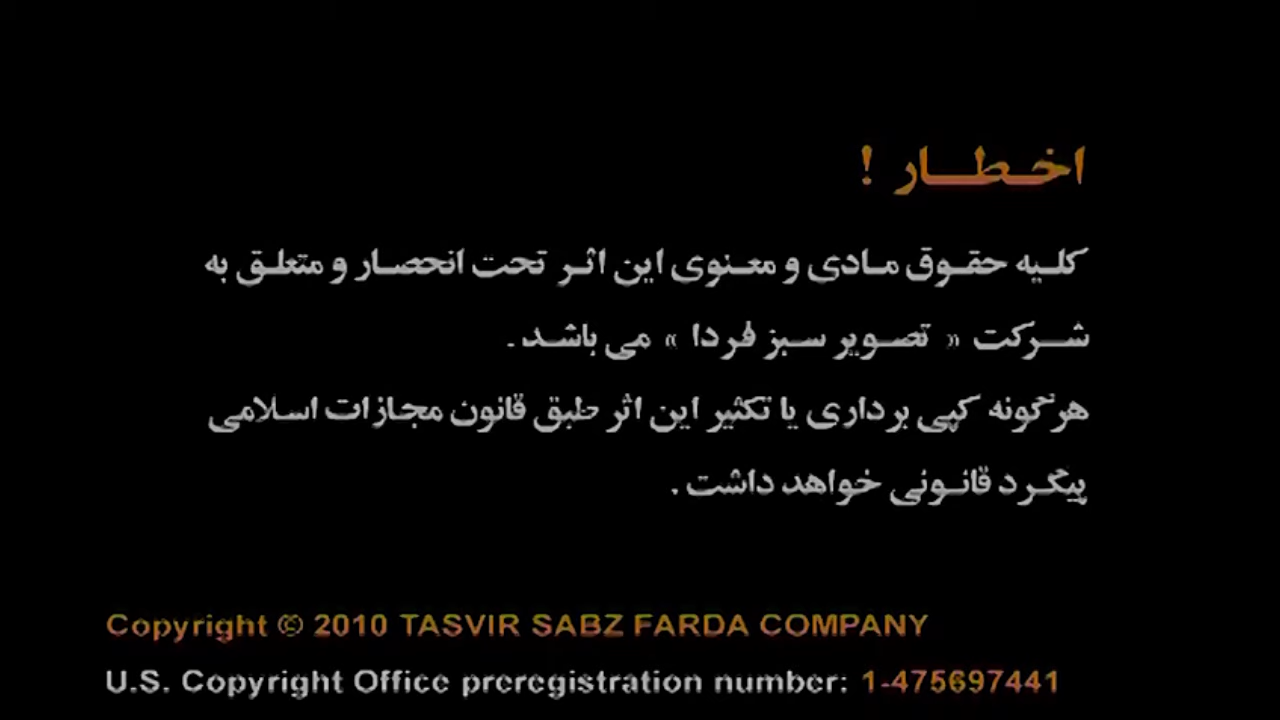 اخطار !
کلیه حقوق مادی و معنوی این اثر تحت انحصار و متعلق به
شرکت « تصویر سبز فردا » می باشد .
هرگونه کپی برداری یا تکثیر این اثر طبق قانون مجازات اسلامی
پیگرد قانونی خواهد داشت .
Copyright © 2010 TASVIR SABZ FARDA COMPANY
U.S. Copyright Office preregistration number: 1-475697441